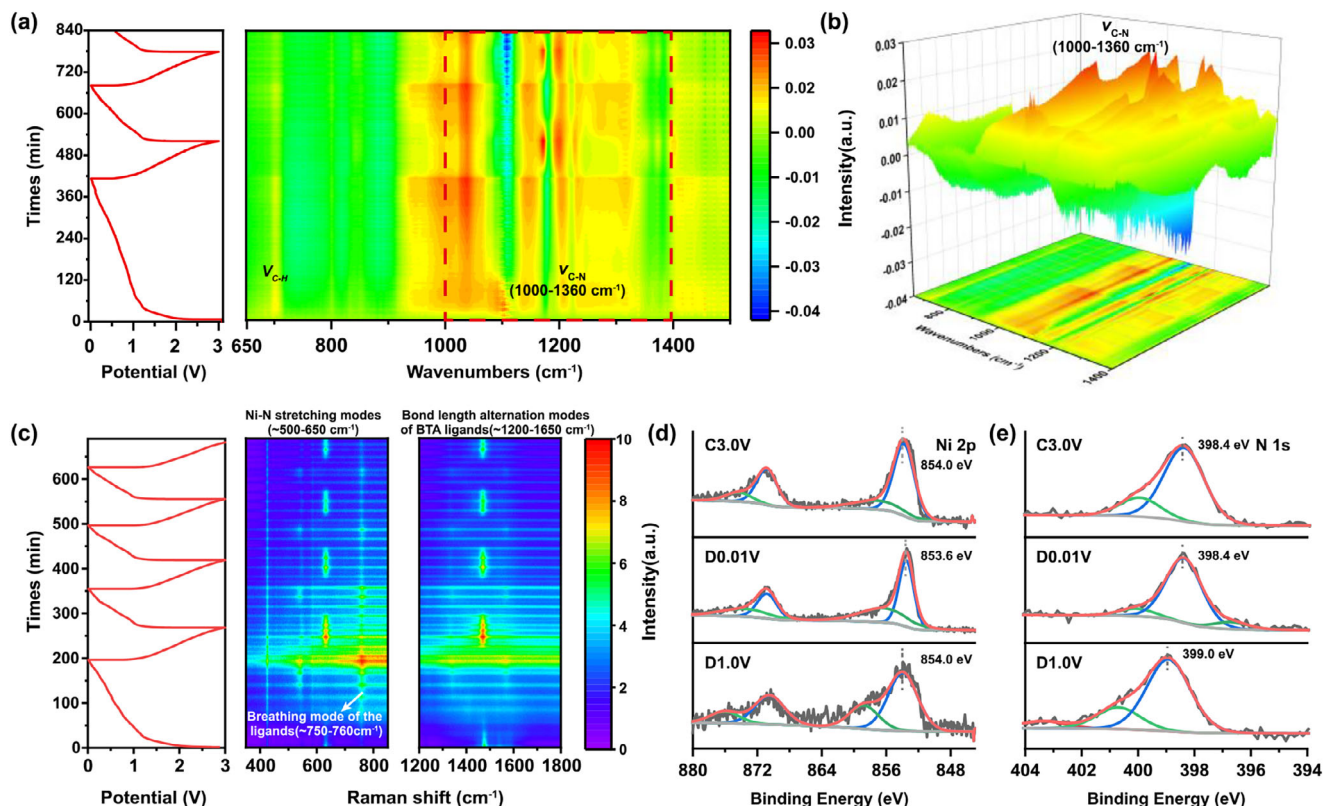 (a)
840
720
600
480
360
240
120
0
Times (min)
0 1 2 3
Potential (V)
ν_C-H
ν_C-N
(1000-1360 cm⁻¹)
650 800 1000 1200 1400
Wavenumbers (cm⁻¹)
0.03
0.02
0.00
-0.01
-0.02
-0.03
-0.04
(b)
ν_C-N
(1000-1360 cm⁻¹)
0.03
0.02
0.01
0.00
-0.01
-0.02
-0.03
-0.04
Intensity(a.u.)
800
1000
1200
1400
Wavenumbers (cm⁻¹)
(c)
600
500
400
300
200
100
0
Times (min)
0 1 2 3
Potential (V)
Ni-N stretching modes
(~500-650 cm⁻¹)
Breathing mode of the
ligands(~750-760cm⁻¹)
400 600 800
Bond length alternation modes
of BTA ligands(~1200-1650 cm⁻¹)
1200 1400 1600 1800
Raman shift (cm⁻¹)
10
8
6
4
2
0
Intensity(a.u.)
(d)
C3.0V
Ni 2p
854.0 eV
D0.01V
853.6 eV
D1.0V
854.0 eV
880 872 864 856 848
Binding Energy (eV)
(e)
C3.0V
398.4 eV
N 1s
D0.01V
398.4 eV
D1.0V
399.0 eV
404 402 400 398 396 394
Binding Energy (eV)